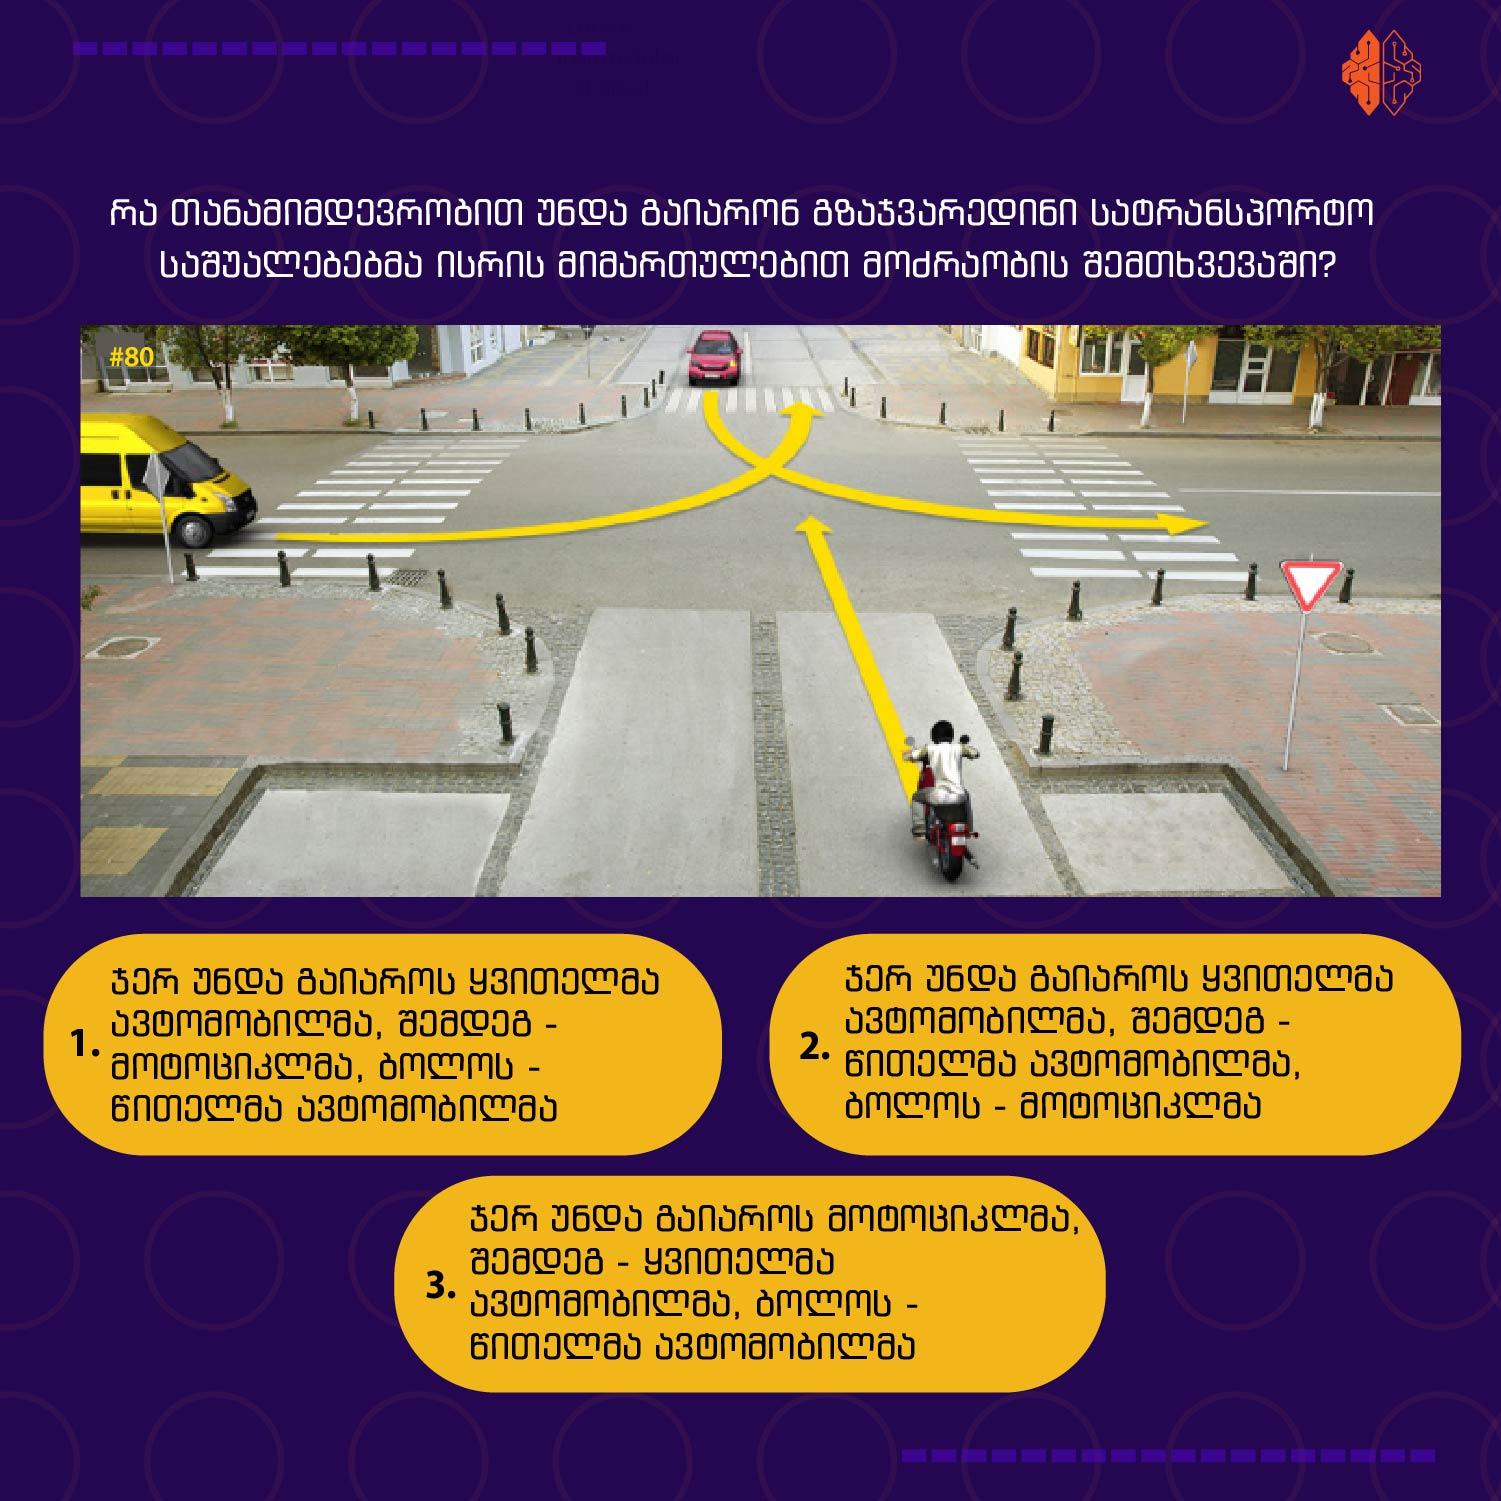 რა თანამიმდევრობით უნდა გაიარონ გზაჯვარედინი სატრანსპორტო
საშუალებებმა ისრის მიმართულებით მოძრაობის შემთხვევაში?
#80
1. ჯერ უნდა გაიაროს ყვითელმა
ავტომობილმა, შემდეგ -
მოტოციკლმა, ბოლოს -
წითელმა ავტომობილმა
2. ჯერ უნდა გაიაროს ყვითელმა
ავტომობილმა, შემდეგ -
წითელმა ავტომობილმა,
ბოლოს - მოტოციკლმა
3. ჯერ უნდა გაიაროს მოტოციკლმა,
შემდეგ - ყვითელმა
ავტომობილმა, ბოლოს -
წითელმა ავტომობილმა